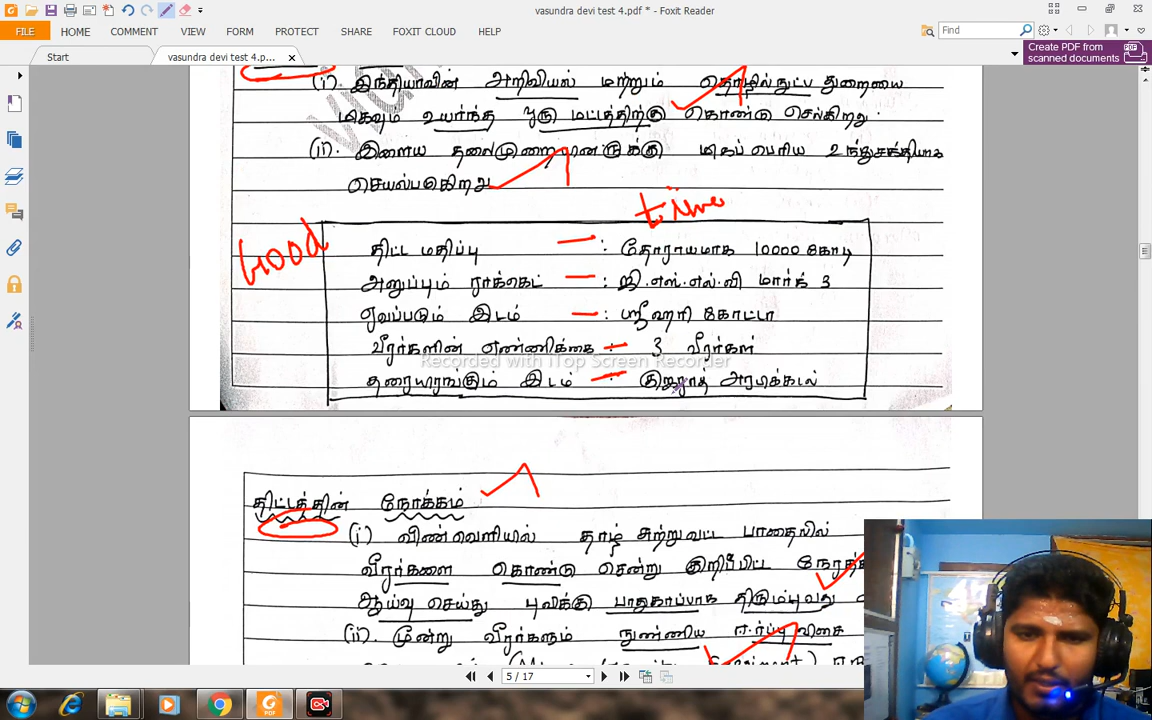 vasundra devi test 4.pdf * - Foxit Reader
FILE HOME COMMENT VIEW FORM PROTECT SHARE FOXIT CLOUD HELP
Find
Start vasundra devi test 4.p...
Create PDF from
scanned documents
(i) இந்தியாவின் அறிவியல் மற்றும் தொழில்நுட்ப துறையை
மிகவும் உயர்ந்த ஒரு மட்டத்திற்கு கொண்டு செல்கிறது.
(ii) இளைய தலைமுறையினருக்கு மிகப் பெரிய உந்துசக்தியாக
செயல்படுகிறது
time
Good
திட்ட மதிப்பு : தோராயமாக 10000 கோடி
அனுப்பும் ராக்கெட் : ஜி.எஸ்.எல்.வி மார்க் 3
ஏவப்படும் இடம் : ஸ்ரீஹரி கோட்டா
வீரர்களின் எண்ணிக்கை : 3 வீரர்கள்
Recorded with iTop Screen Recorder
தரையிறங்கும் இடம் : குஜராத் அரபிக்கடல்
திட்டத்தின் நோக்கம்
(i) விண்வெளியில் தாழ் சுற்றுவட்ட பாதையில்
வீரர்களை கொண்டு சென்று குறிப்பிட்ட
ஆய்வு செய்து புவிக்கு பாதுகாப்பாக திரும்புவது
(ii). மூன்று வீரர்களும் நுண்ணிய ஈர்ப்பு விசை
5 / 17